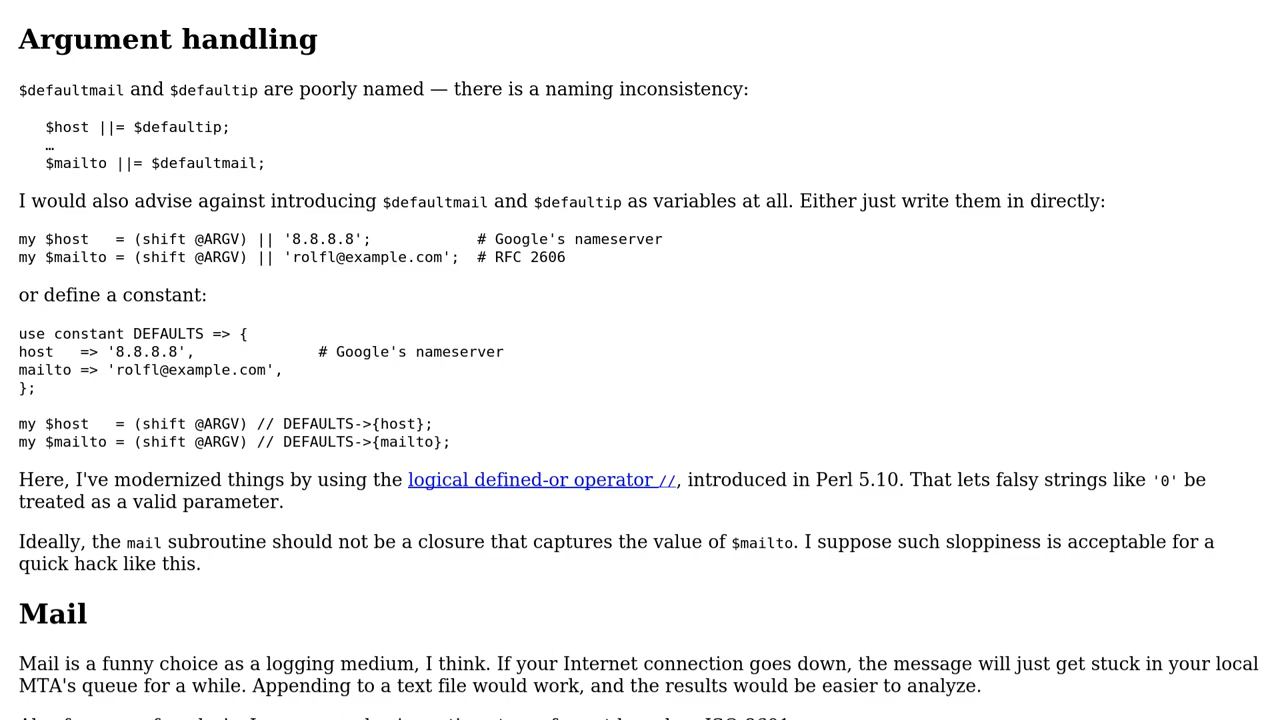 Argument handling
$defaultmail and $defaultip are poorly named — there is a naming inconsistency:
$host ||= $defaultip;
…
$mailto ||= $defaultmail;
I would also advise against introducing $defaultmail and $defaultip as variables at all. Either just write them in directly:
my $host   = (shift @ARGV) || '8.8.8.8';            # Google's nameserver
my $mailto = (shift @ARGV) || 'rolfl@example.com';  # RFC 2606
or define a constant:
use constant DEFAULTS => {
host   => '8.8.8.8',              # Google's nameserver
mailto => 'rolfl@example.com',
};
my $host   = (shift @ARGV) // DEFAULTS->{host};
my $mailto = (shift @ARGV) // DEFAULTS->{mailto};
Here, I've modernized things by using the logical defined-or operator //, introduced in Perl 5.10. That lets falsy strings like '0' be
treated as a valid parameter.
Ideally, the mail subroutine should not be a closure that captures the value of $mailto. I suppose such sloppiness is acceptable for a
quick hack like this.
Mail
Mail is a funny choice as a logging medium, I think. If your Internet connection goes down, the message will just get stuck in your local
MTA's queue for a while. Appending to a text file would work, and the results would be easier to analyze.